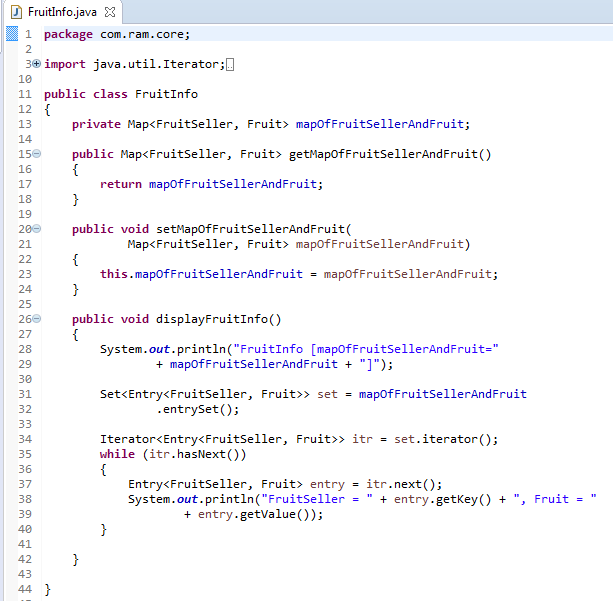 FruitInfo.java
1 package com.ram.core;
2
3 import java.util.Iterator;
10
11 public class FruitInfo
12 {
13     private Map<FruitSeller, Fruit> mapOfFruitSellerAndFruit;
14
15     public Map<FruitSeller, Fruit> getMapOfFruitSellerAndFruit()
16     {
17         return mapOfFruitSellerAndFruit;
18     }
19
20     public void setMapOfFruitSellerAndFruit(
21             Map<FruitSeller, Fruit> mapOfFruitSellerAndFruit)
22     {
23         this.mapOfFruitSellerAndFruit = mapOfFruitSellerAndFruit;
24     }
25
26     public void displayFruitInfo()
27     {
28         System.out.println("FruitInfo [mapOfFruitSellerAndFruit="
29                 + mapOfFruitSellerAndFruit + "]");
30
31         Set<Entry<FruitSeller, Fruit>> set = mapOfFruitSellerAndFruit
32                 .entrySet();
33
34         Iterator<Entry<FruitSeller, Fruit>> itr = set.iterator();
35         while (itr.hasNext())
36         {
37             Entry<FruitSeller, Fruit> entry = itr.next();
38             System.out.println("FruitSeller = " + entry.getKey() + ", Fruit = "
39                     + entry.getValue());
40         }
41
42     }
43
44 }